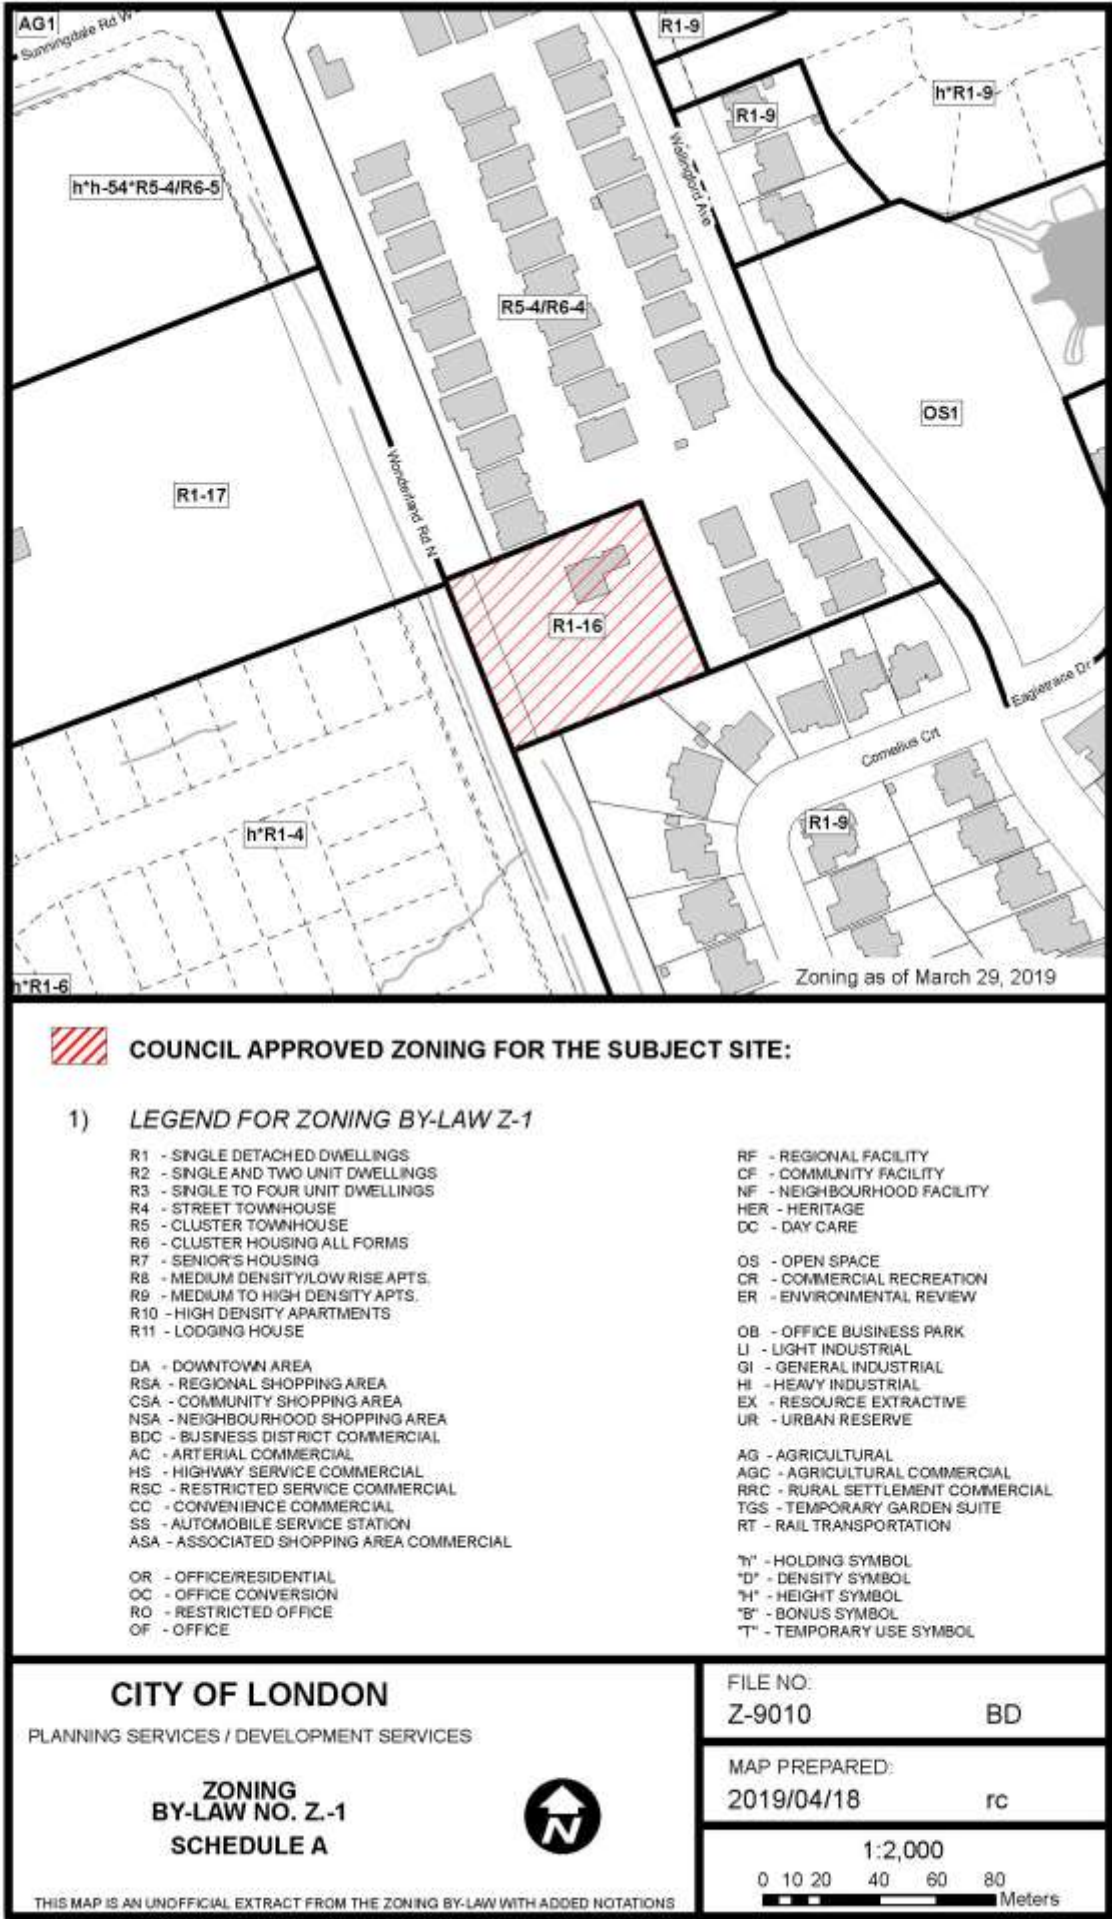 AG1
Sunningdale Rd W
R1-9
h*R1-9
R1-9
Wallingford Ave
h*h-54*R5-4/R6-5
R5-4/R6-4
OS1
R1-17
Wonderland Rd N
R1-16
Eagletrace Dr
Cornelius Crt
R1-9
h*R1-4
h*R1-6
Zoning as of March 29, 2019
COUNCIL APPROVED ZONING FOR THE SUBJECT SITE:
1) LEGEND FOR ZONING BY-LAW Z-1
R1 - SINGLE DETACHED DWELLINGS
R2 - SINGLE AND TWO UNIT DWELLINGS
R3 - SINGLE TO FOUR UNIT DWELLINGS
R4 - STREET TOWNHOUSE
R5 - CLUSTER TOWNHOUSE
R6 - CLUSTER HOUSING ALL FORMS
R7 - SENIOR'S HOUSING
R8 - MEDIUM DENSITY/LOW RISE APTS.
R9 - MEDIUM TO HIGH DENSITY APTS.
R10 - HIGH DENSITY APARTMENTS
R11 - LODGING HOUSE
DA - DOWNTOWN AREA
RSA - REGIONAL SHOPPING AREA
CSA - COMMUNITY SHOPPING AREA
NSA - NEIGHBOURHOOD SHOPPING AREA
BDC - BUSINESS DISTRICT COMMERCIAL
AC - ARTERIAL COMMERCIAL
HS - HIGHWAY SERVICE COMMERCIAL
RSC - RESTRICTED SERVICE COMMERCIAL
CC - CONVENIENCE COMMERCIAL
SS - AUTOMOBILE SERVICE STATION
ASA - ASSOCIATED SHOPPING AREA COMMERCIAL
OR - OFFICE/RESIDENTIAL
OC - OFFICE CONVERSION
RO - RESTRICTED OFFICE
OF - OFFICE
RF - REGIONAL FACILITY
CF - COMMUNITY FACILITY
NF - NEIGHBOURHOOD FACILITY
HER - HERITAGE
DC - DAY CARE
OS - OPEN SPACE
CR - COMMERCIAL RECREATION
ER - ENVIRONMENTAL REVIEW
OB - OFFICE BUSINESS PARK
LI - LIGHT INDUSTRIAL
GI - GENERAL INDUSTRIAL
HI - HEAVY INDUSTRIAL
EX - RESOURCE EXTRACTIVE
UR - URBAN RESERVE
AG - AGRICULTURAL
AGC - AGRICULTURAL COMMERCIAL
RRC - RURAL SETTLEMENT COMMERCIAL
TGS - TEMPORARY GARDEN SUITE
RT - RAIL TRANSPORTATION
"h" - HOLDING SYMBOL
"D" - DENSITY SYMBOL
"H" - HEIGHT SYMBOL
"B" - BONUS SYMBOL
"T" - TEMPORARY USE SYMBOL
CITY OF LONDON
PLANNING SERVICES / DEVELOPMENT SERVICES
ZONING
BY-LAW NO. Z.-1
SCHEDULE A
N
THIS MAP IS AN UNOFFICIAL EXTRACT FROM THE ZONING BY-LAW WITH ADDED NOTATIONS
FILE NO:
Z-9010 BD
MAP PREPARED:
2019/04/18 rc
1:2,000
0 10 20 40 60 80
Meters